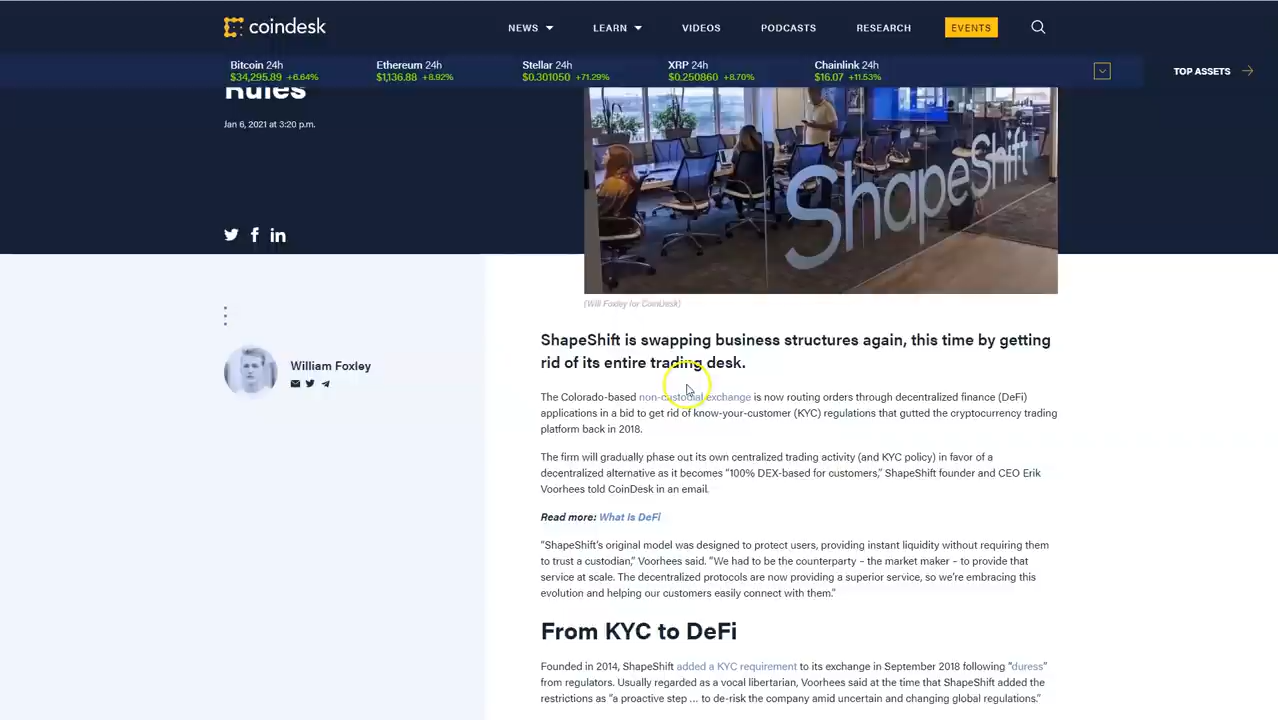 coindesk
NEWS LEARN VIDEOS PODCASTS RESEARCH EVENTS
Bitcoin 24h
$34,295.89 +6.64%
Ethereum 24h
$1,136.88 +8.92%
Stellar 24h
$0.301050 +71.29%
XRP 24h
$0.250860 +8.70%
Chainlink 24h
$16.07 +11.53%
TOP ASSETS
Rules
Jan 6, 2021 at 3:20 p.m.
ShapeShift
(Will Foxley for CoinDesk)
William Foxley
ShapeShift is swapping business structures again, this time by getting
rid of its entire trading desk.
The Colorado-based non-custodial exchange is now routing orders through decentralized finance (DeFi)
applications in a bid to get rid of know-your-customer (KYC) regulations that gutted the cryptocurrency trading
platform back in 2018.
The firm will gradually phase out its own centralized trading activity (and KYC policy) in favor of a
decentralized alternative as it becomes “100% DEX-based for customers,” ShapeShift founder and CEO Erik
Voorhees told CoinDesk in an email.
Read more: What Is DeFi
“ShapeShift’s original model was designed to protect users, providing instant liquidity without requiring them
to trust a custodian,” Voorhees said. “We had to be the counterparty – the market maker – to provide that
service at scale. The decentralized protocols are now providing a superior service, so we’re embracing this
evolution and helping our customers easily connect with them.”
From KYC to DeFi
Founded in 2014, ShapeShift added a KYC requirement to its exchange in September 2018 following “duress”
from regulators. Usually regarded as a vocal libertarian, Voorhees said at the time that ShapeShift added the
restrictions as “a proactive step ... to de-risk the company amid uncertain and changing global regulations.”